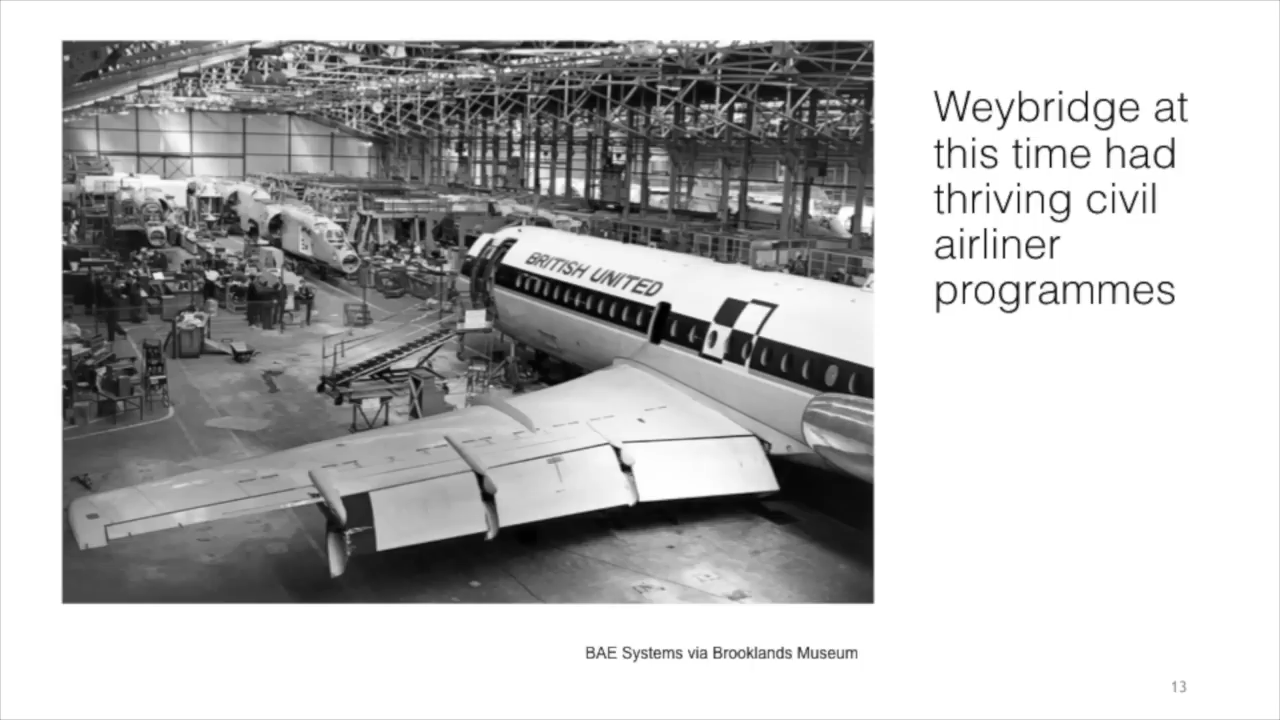 BRITISH UNITED
Weybridge at
this time had
thriving civil
airliner
programmes
BAE Systems via Brooklands Museum
13